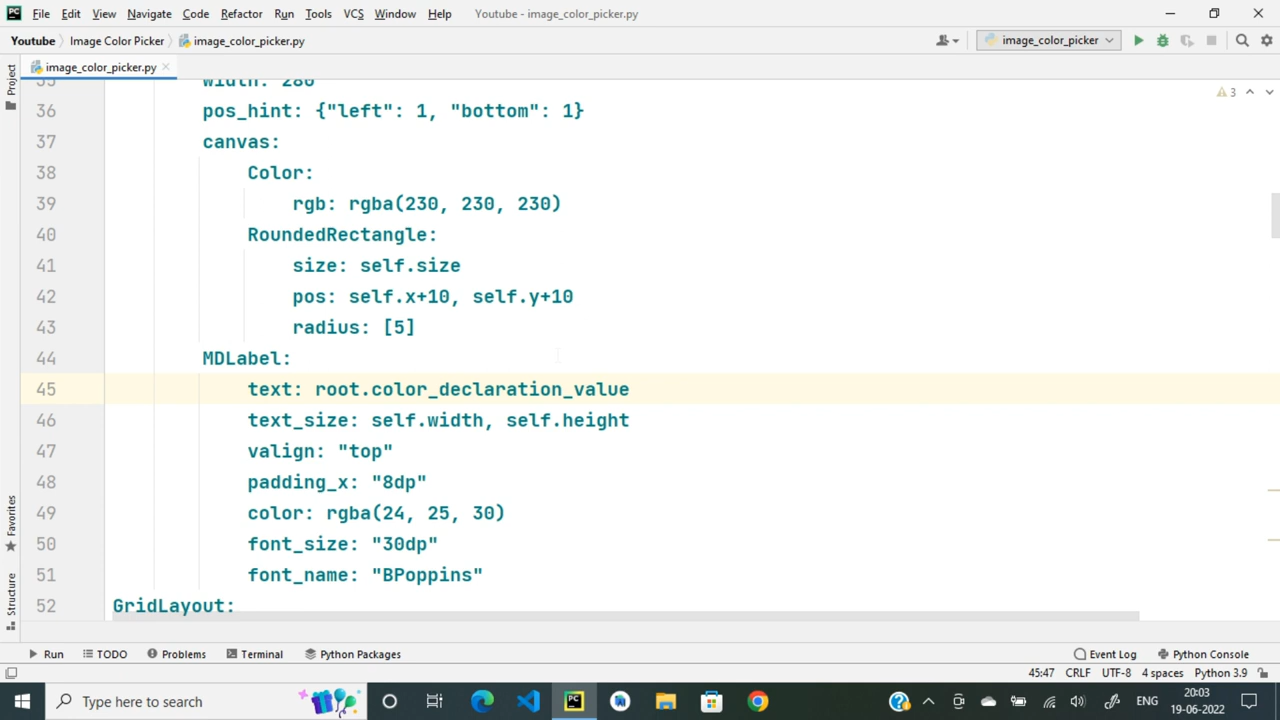 File Edit View Navigate Code Refactor Run Tools VCS Window Help Youtube - image_color_picker.py
Youtube Image Color Picker image_color_picker.py image_color_picker
image_color_picker.py
Project
35 width: 280
36 pos_hint: {"left": 1, "bottom": 1}
3
37 canvas:
38 Color:
39 rgb: rgba(230, 230, 230)
40 RoundedRectangle:
41 size: self.size
42 pos: self.x+10, self.y+10
43 radius: [5]
44 MDLabel:
45 text: root.color_declaration_value
46 text_size: self.width, self.height
47 valign: "top"
48 padding_x: "8dp"
49 color: rgba(24, 25, 30)
50 font_size: "30dp"
51 font_name: "BPoppins"
52 GridLayout:
Favorites
Structure
Run TODO Problems Terminal Python Packages Event Log Python Console
45:47 CRLF UTF-8 4 spaces Python 3.9
Type here to search
ENG
20:03
19-06-2022